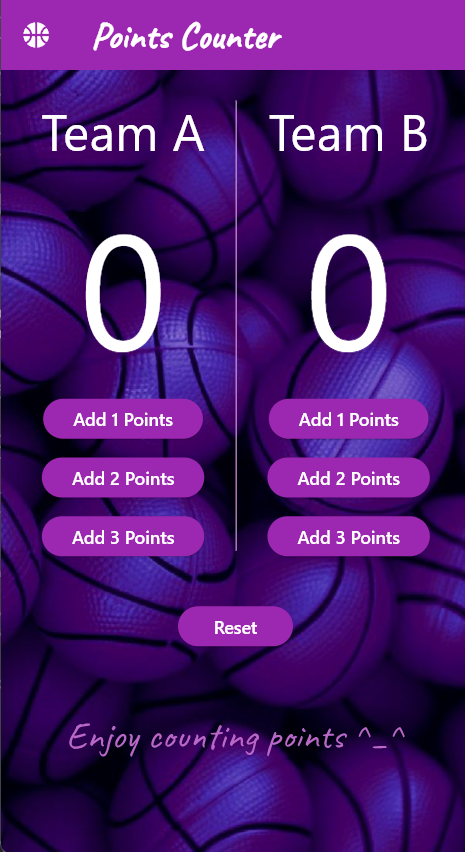 Points Counter
Team A
Team B
0
0
Add 1 Points
Add 1 Points
Add 2 Points
Add 2 Points
Add 3 Points
Add 3 Points
Reset
Enjoy counting points ^_^